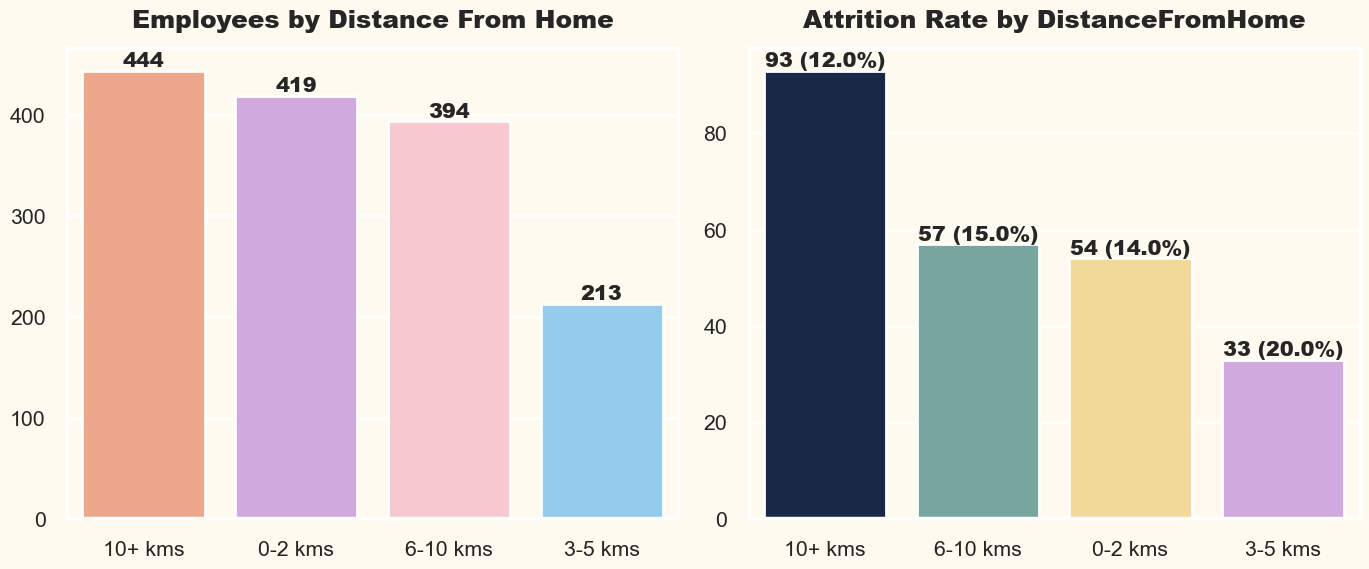 Employees by Distance From Home
444
419
394
213
400
300
200
100
0
10+ kms
0-2 kms
6-10 kms
3-5 kms
Attrition Rate by DistanceFromHome
93 (12.0%)
57 (15.0%)
54 (14.0%)
33 (20.0%)
80
60
40
20
0
10+ kms
6-10 kms
0-2 kms
3-5 kms